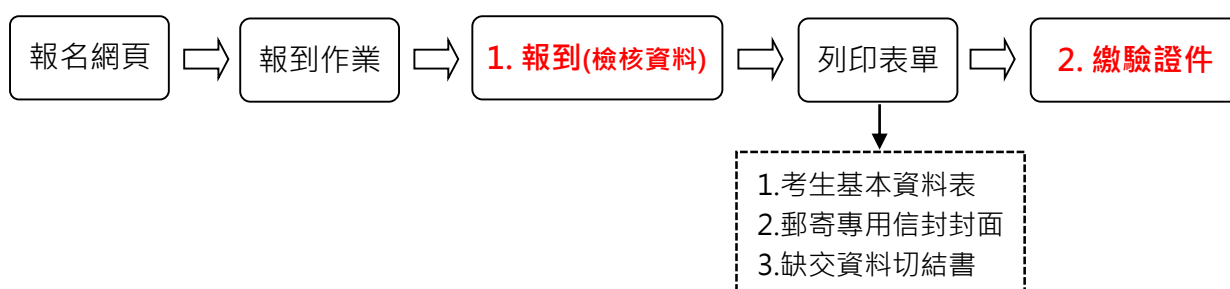 報名網頁
報到作業
1. 報到(檢核資料)
列印表單
2. 繳驗證件
1.考生基本資料表
2.郵寄專用信封封面
3.缺交資料切結書